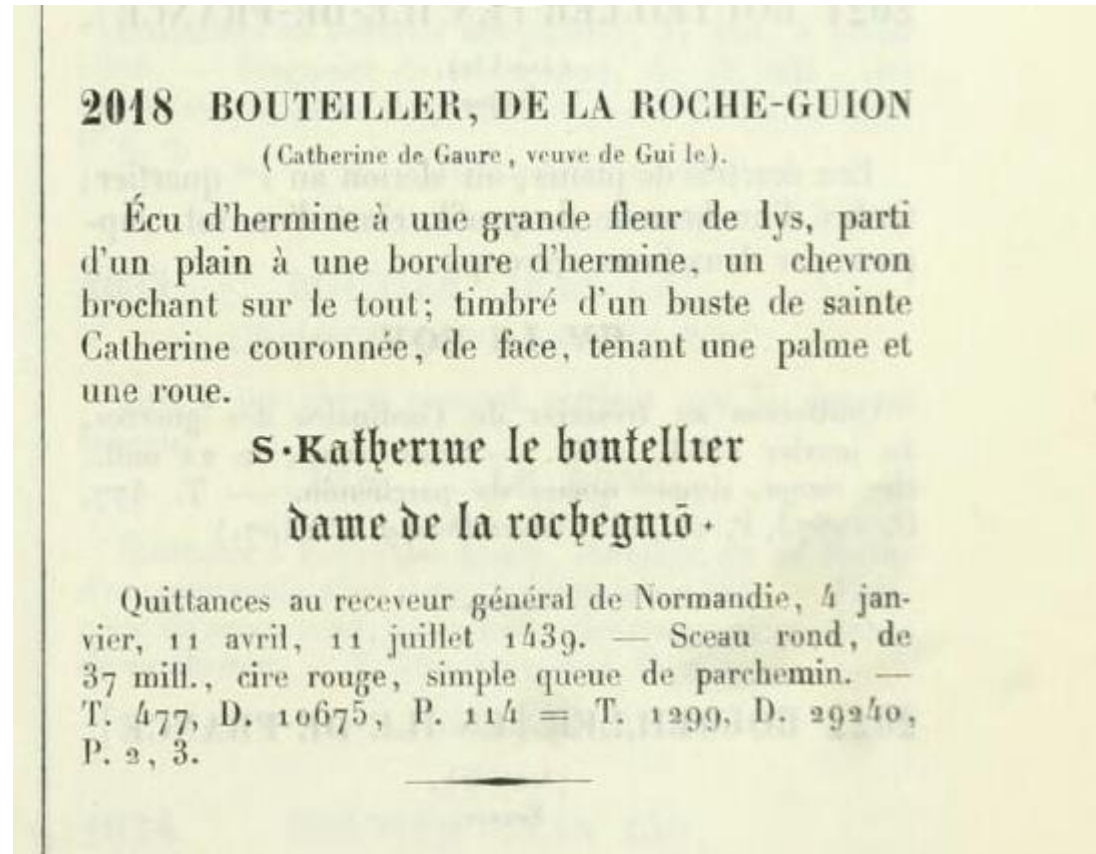 2018 BOUTEILLER, DE LA ROCHE-GUION
(Catherine de Gaure, veuve de Gui le).
Écu d'hermine à une grande fleur de lys, parti
d'un plain à une bordure d'hermine, un chevron
brochant sur le tout; timbré d'un buste de sainte
Catherine couronnée, de face, tenant une palme et
une roue.
S·Katherine le boutellier
dame de la rocheguiō·
Quittances au receveur général de Normandie, 4 jan-
vier, 11 avril, 11 juillet 1439. — Sceau rond, de
37 mill., cire rouge, simple queue de parchemin. —
T. 477, D. 10675, P. 114 = T. 1299, D. 29240,
P. 2, 3.